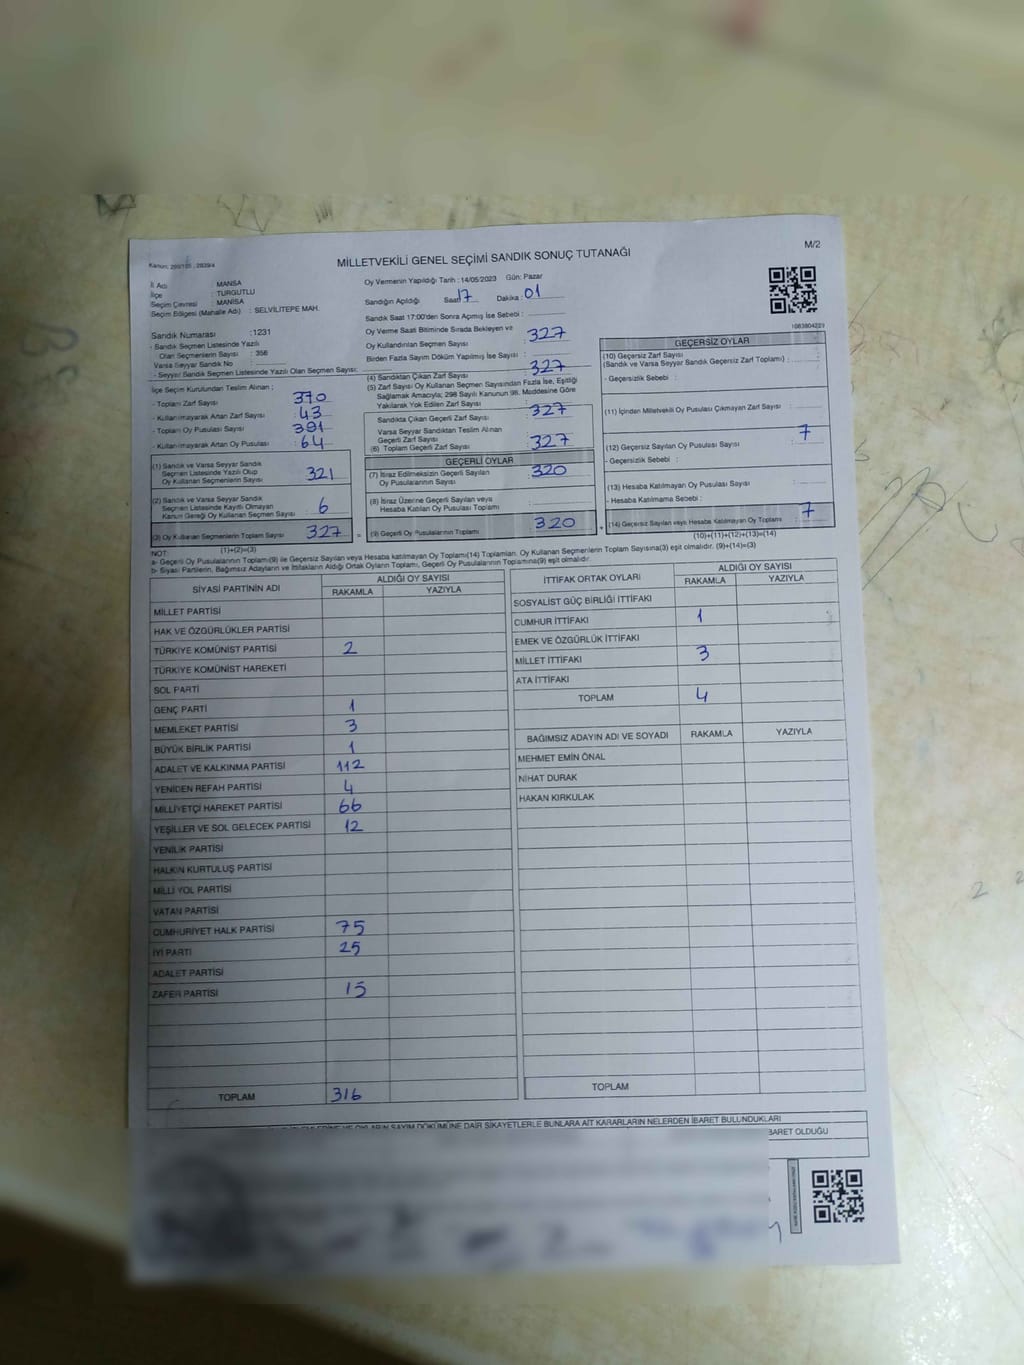 M/2
Kanun: 298/105 , 2839/4
MİLLETVEKİLİ GENEL SEÇİMİ SANDIK SONUÇ TUTANAĞI
İl Adı : MANİSA
İlçe : TURGUTLU
Seçim Çevresi : MANİSA
Seçim Bölgesi (Mahalle Adı) : SELVİLİTEPE MAH.
Sandık Numarası : 1231
- Sandık Seçmen Listesinde Yazılı
Olan Seçmenlerin Sayısı : 356
Varsa Seyyar Sandık No :
- Seyyar Sandık Seçmen Listesinde Yazılı Olan Seçmen Sayısı:
Oy Vermenin Yapıldığı Tarih : 14/05/2023 Gün: Pazar
Sandığın Açıldığı Saat: 17 Dakika : 01
Sandık Saat 17:00'den Sonra Açılmış İse Sebebi :
Oy Verme Saati Bitiminde Sırada Bekleyen ve
Oy Kullandırılan Seçmen Sayısı : 327
Birden Fazla Sayım Döküm Yapılmış İse Sayısı :
1083804223
İlçe Seçim Kurulundan Teslim Alınan ;
- Toplam Zarf Sayısı : 370
- Kullanılmayarak Artan Zarf Sayısı : 43
- Toplam Oy Pusulası Sayısı : 391
- Kullanılmayarak Artan Oy Pusulası : 64
(1) Sandık ve Varsa Seyyar Sandık
Seçmen Listesinde Yazılı Olup
Oy Kullanan Seçmenlerin Sayısı : 321
(2) Sandık ve Varsa Seyyar Sandık
Seçmen Listesinde Kayıtlı Olmayan
Kanun Gereği Oy Kullanan Seçmen Sayısı : 6
(3) Oy Kullanan Seçmenlerin Toplam Sayısı : 327
(1)+(2)=(3)
(4) Sandıktan Çıkan Zarf Sayısı : 327
(5) Zarf Sayısı Oy Kullanan Seçmen Sayısından Fazla İse, Eşitliği
Sağlamak Amacıyla; 298 Sayılı Kanunun 98. Maddesine Göre
Yakılarak Yok Edilen Zarf Sayısı :
Sandıkta Çıkan Geçerli Zarf Sayısı : 327
Varsa Seyyar Sandıktan Teslim Alınan
Geçerli Zarf Sayısı :
(6) Toplam Geçerli Zarf Sayısı : 327
GEÇERLİ OYLAR
(7) İtiraz Edilmeksizin Geçerli Sayılan
Oy Pusulalarının Sayısı : 320
(8) İtiraz Üzerine Geçerli Sayılan veya
Hesaba Katılan Oy Pusulası Toplamı :
(9) Geçerli Oy Pusulalarının Toplamı : 320
GEÇERSİZ OYLAR
(10) Geçersiz Zarf Sayısı
(Sandık ve Varsa Seyyar Sandık Geçersiz Zarf Toplamı) :
- Geçersizlik Sebebi :
(11) İçinden Milletvekili Oy Pusulası Çıkmayan Zarf Sayısı :
(12) Geçersiz Sayılan Oy Pusulası Sayısı : 7
- Geçersizlik Sebebi :
(13) Hesaba Katılmayan Oy Pusulası Sayısı :
- Hesaba Katılmama Sebebi :
(14) Geçersiz Sayılan veya Hesaba Katılmayan Oy Toplamı : 7
(10)+(11)+(12)+(13)=(14)
NOT:
a- Geçerli Oy Pusulalarının Toplamı(9) ile Geçersiz Sayılan veya Hesaba katılmayan Oy Toplamı(14) Toplamları, Oy Kullanan Seçmenlerin Toplam Sayısına(3) eşit olmalıdır. (9)+(14)=(3)
b- Siyasi Partilerin, Bağımsız Adayların ve İttifakların Aldığı Ortak Oyların Toplamı, Geçerli Oy Pusulalarının Toplamına(9) eşit olmalıdır.
SİYASİ PARTİNİN ADI ALDIĞI OY SAYISI
RAKAMLA YAZIYLA
MİLLET PARTİSİ
HAK VE ÖZGÜRLÜKLER PARTİSİ
TÜRKİYE KOMÜNİST PARTİSİ 2
TÜRKİYE KOMÜNİST HAREKETİ
SOL PARTİ
GENÇ PARTİ 1
MEMLEKET PARTİSİ 3
BÜYÜK BİRLİK PARTİSİ 1
ADALET VE KALKINMA PARTİSİ 112
YENİDEN REFAH PARTİSİ 4
MİLLİYETÇİ HAREKET PARTİSİ 66
YEŞİLLER VE SOL GELECEK PARTİSİ 12
YENİLİK PARTİSİ
HALKIN KURTULUŞ PARTİSİ
MİLLİ YOL PARTİSİ
VATAN PARTİSİ
CUMHURİYET HALK PARTİSİ 75
İYİ PARTİ 25
ADALET PARTİSİ
ZAFER PARTİSİ 15
TOPLAM 316
İTTİFAK ORTAK OYLARI ALDIĞI OY SAYISI
RAKAMLA YAZIYLA
SOSYALİST GÜÇ BİRLİĞİ İTTİFAKI
CUMHUR İTTİFAKI 1
EMEK VE ÖZGÜRLÜK İTTİFAKI
MİLLET İTTİFAKI 3
ATA İTTİFAKI
TOPLAM 4
BAĞIMSIZ ADAYIN ADI VE SOYADI RAKAMLA YAZIYLA
MEHMET EMİN ÖNAL
NİHAT DURAK
HAKAN KIRKULAK
TOPLAM
OYLARIN SAYIM DÖKÜMÜNE DAİR ŞİKAYETLERLE BUNLARA AİT KARARLARIN NELERDEN İBARET BULUNDUKLARI
İBARET OLDUĞU